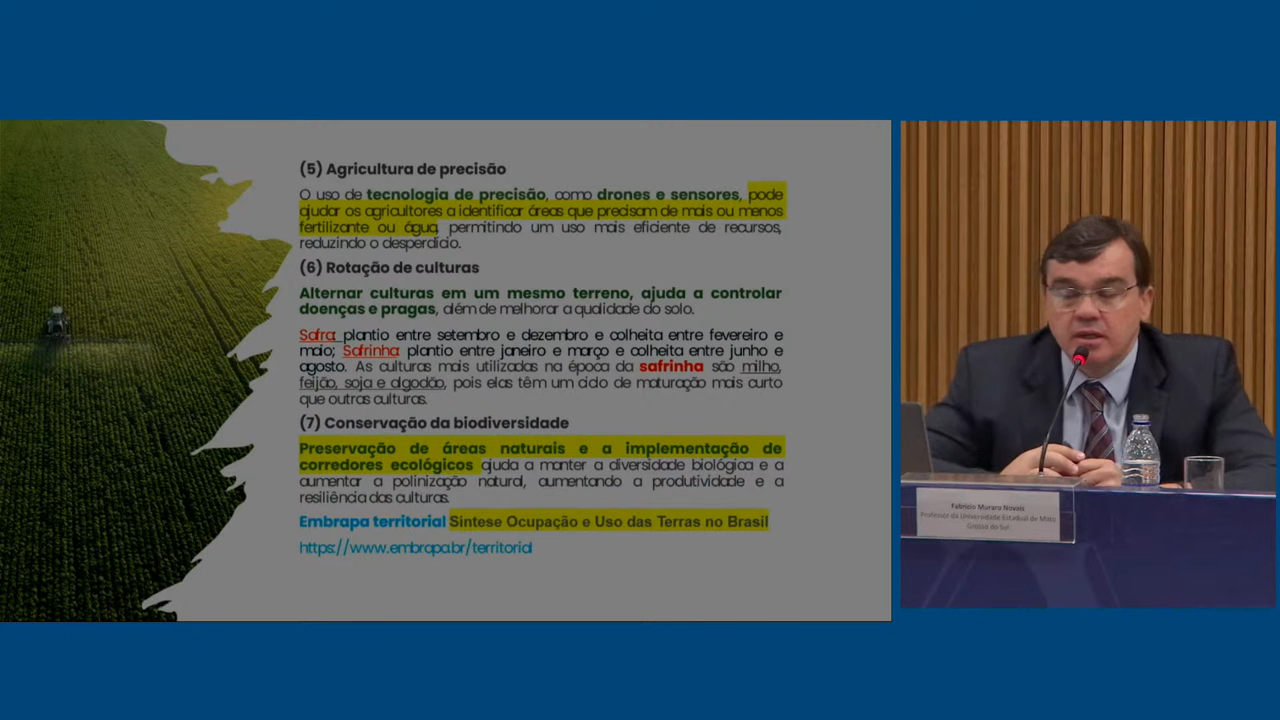 (5) Agricultura de precisão
O uso de tecnologia de precisão, como drones e sensores, pode
ajudar os agricultores a identificar áreas que precisam de mais ou menos
fertilizante ou água, permitindo um uso mais eficiente de recursos,
reduzindo o desperdício.
(6) Rotação de culturas
Alternar culturas em um mesmo terreno, ajuda a controlar
doenças e pragas, além de melhorar a qualidade do solo.
Safra: plantio entre setembro e dezembro e colheita entre fevereiro e
maio; Safrinha: plantio entre janeiro e março e colheita entre junho e
agosto. As culturas mais utilizadas na época da safrinha são milho,
feijão, soja e algodão, pois elas têm um ciclo de maturação mais curto
que outras culturas.
(7) Conservação da biodiversidade
Preservação de áreas naturais e a implementação de
corredores ecológicos ajuda a manter a diversidade biológica e a
aumentar a polinização natural, aumentando a produtividade e a
resiliência das culturas.
Embrapa territorial Sintese Ocupação e Uso das Terras no Brasil
https://www.embrapa.br/territorial
Fabricio Muraro Novais
Professor da Universidade Estadual de Mato
Grosso do Sul